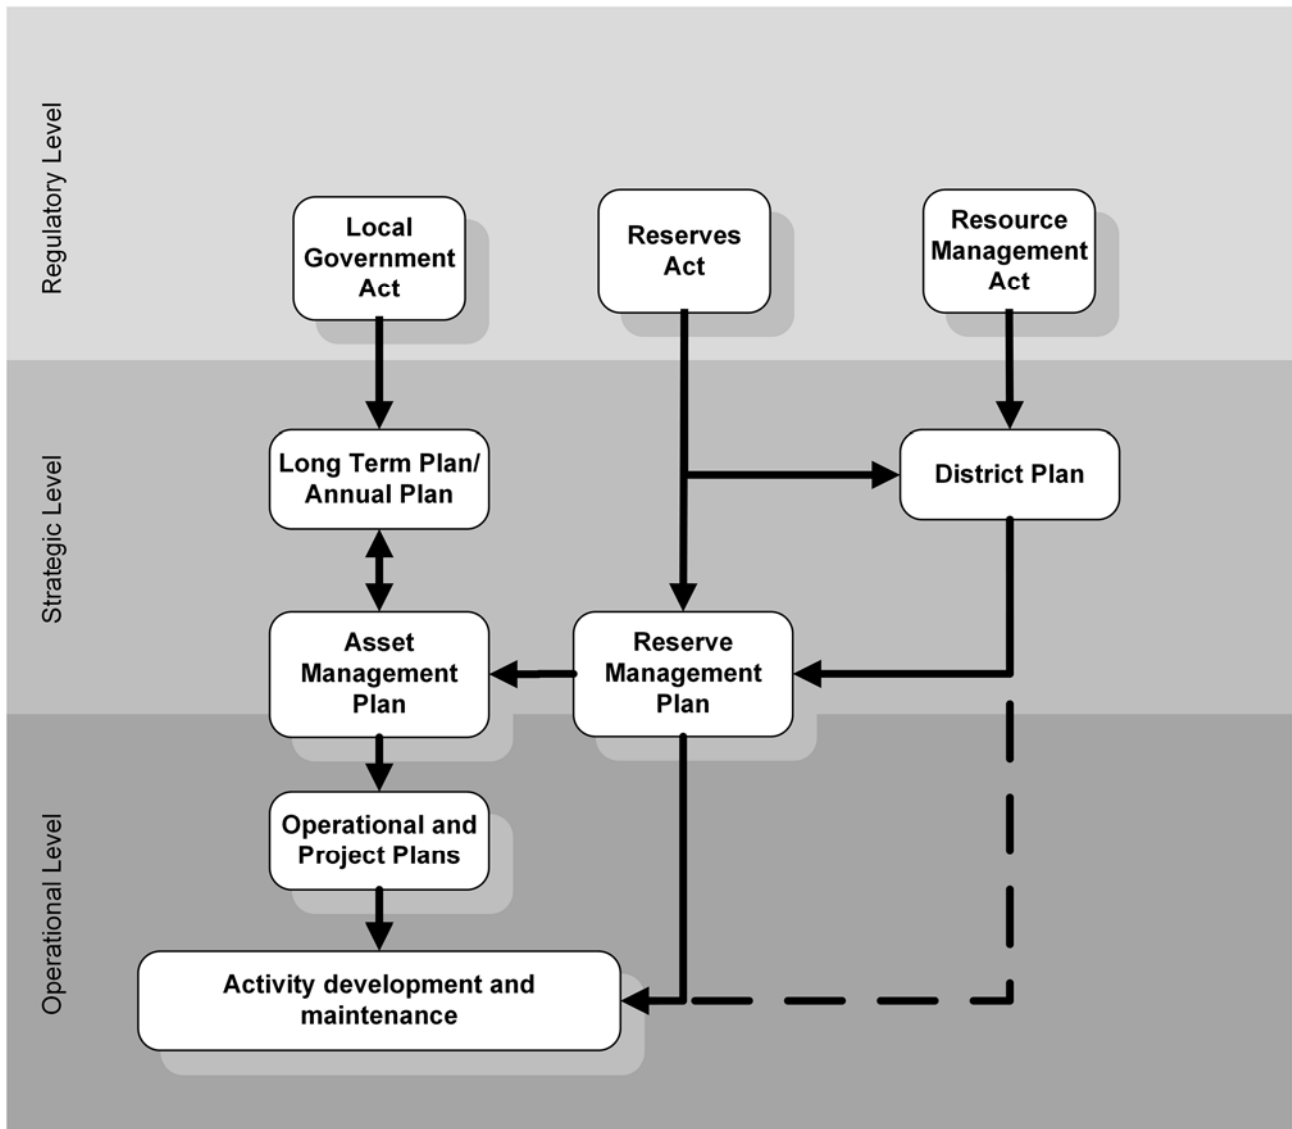 Regulatory Level
Local
Government
Act
Reserves
Act
Resource
Management
Act
Strategic Level
Long Term Plan/
Annual Plan
District Plan
Asset
Management
Plan
Reserve
Management
Plan
Operational Level
Operational and
Project Plans
Activity development and
maintenance